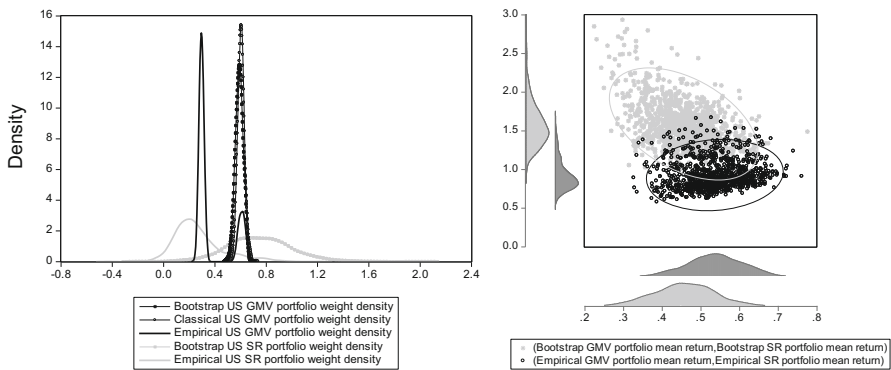 16
14
12
10
8
6
4
2
0
Density
-0.8 -0.4 0.0 0.4 0.8 1.2 1.6 2.0 2.4
Bootstrap US GMV portfolio weight density
Classical US GMV portfolio weight density
Empirical US GMV portfolio weight density
Bootstrap US SR portfolio weight density
Empirical US SR portfolio weight density
3.0
2.5
2.0
1.5
1.0
0.5
0.0
.2 .3 .4 .5 .6 .7 .8
(Bootstrap GMV portfolio mean return,Bootstrap SR portfolio mean return)
(Empirical GMV portfolio mean return,Empirical SR portfolio mean return)